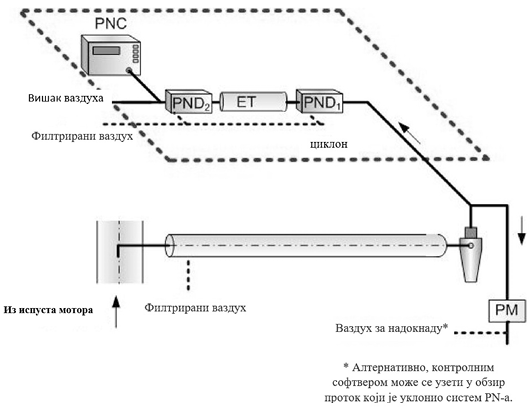 PNC
Вишак ваздуха
PND₂
ET
PND₁
Филтрирани ваздух
циклон
Из испуста мотора
Филтрирани ваздух
PM
Ваздух за надокнаду*
* Алтернативно, контролним
софтвером може се узети у обзир
проток који је уклонио систем PN-а.